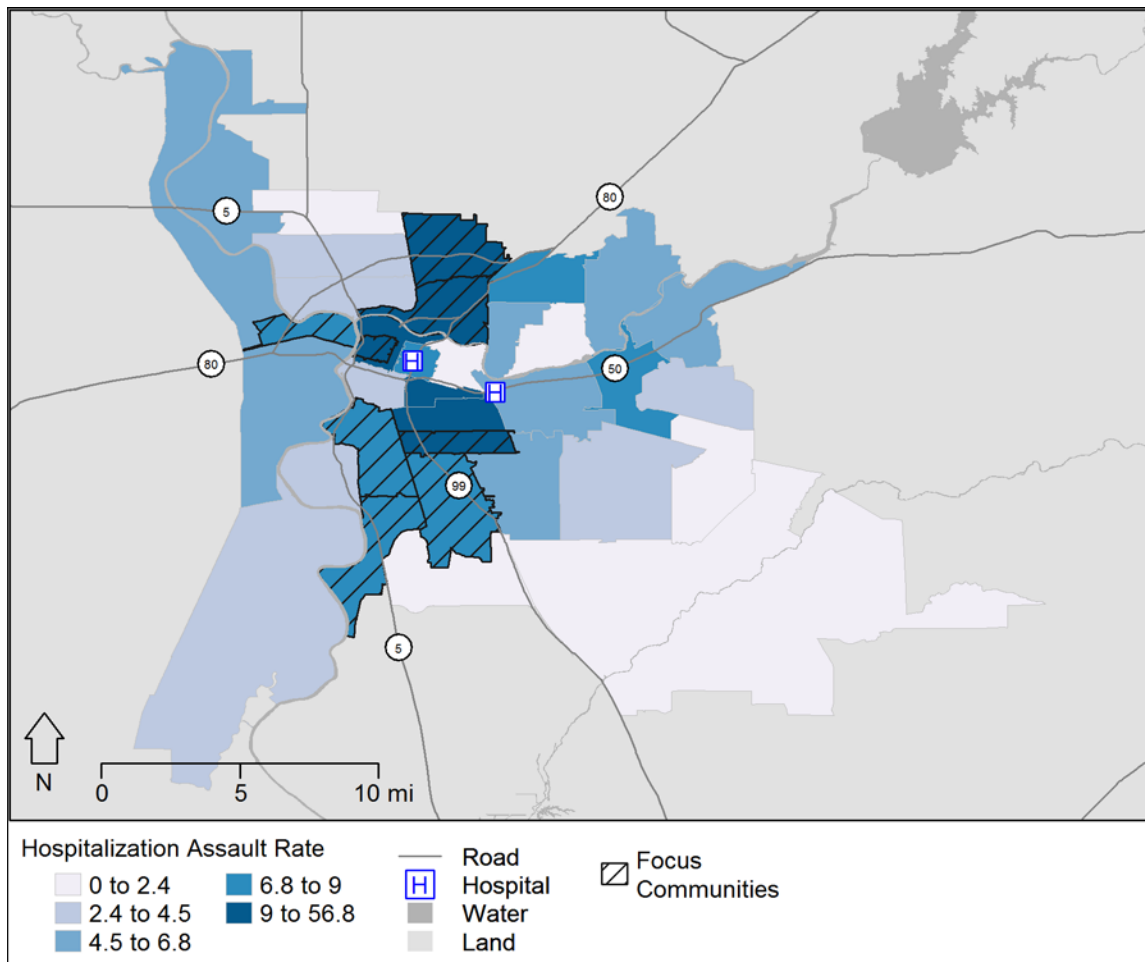 80
5
80
50
99
5
N
0 5 10 mi
Hospitalization Assault Rate
0 to 2.4
2.4 to 4.5
4.5 to 6.8
6.8 to 9
9 to 56.8
Road
H Hospital
Water
Land
Focus
Communities
H
H